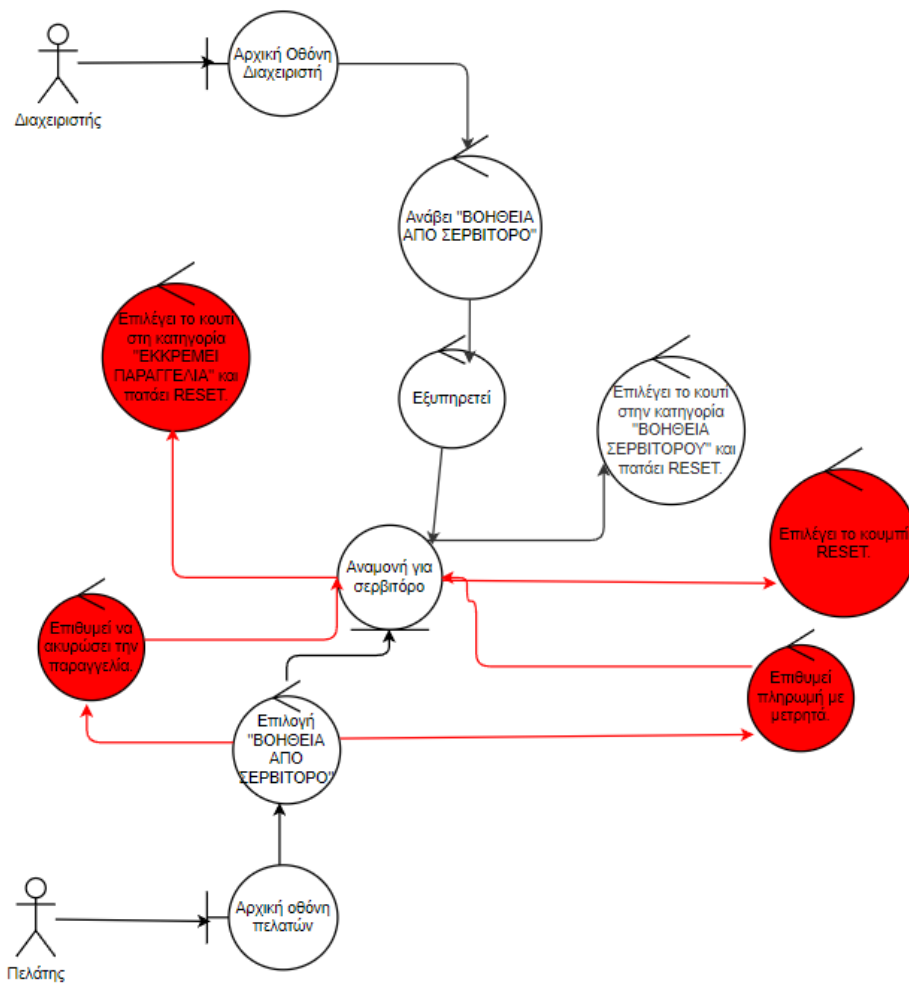 Αρχική Οθόνη
Διαχειριστή
Διαχειριστής
Ανάβει "ΒΟΗΘΕΙΑ
ΑΠΟ ΣΕΡΒΙΤΟΡΟ"
Επιλέγει το κουτί
στη κατηγορία
"ΕΚΚΡΕΜΕΙ
ΠΑΡΑΓΓΕΛΙΑ" και
πατάει RESET.
Εξυπηρετεί
Επιλέγει το κουτί
στην κατηγορία
"ΒΟΗΘΕΙΑ
ΣΕΡΒΙΤΟΡΟΥ" και
πατάει RESET.
Επιλέγει το κουμπί
RESET.
Αναμονή για
σερβιτόρο
Επιθυμεί να
ακυρώσει την
παραγγελία.
Επιθυμεί
πληρωμή με
μετρητά.
Επιλογή
"ΒΟΗΘΕΙΑ
ΑΠΟ
ΣΕΡΒΙΤΟΡΟ"
Αρχική οθόνη
πελατών
Πελάτης